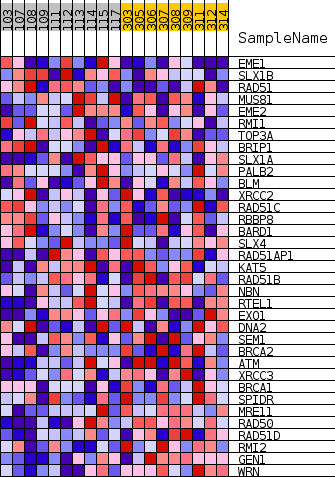 106 107 108 109 111 112 113 114 115 117 303 305 306 307 308 309 311 312 314
SampleName
EME1
SLX1B
RAD51
MUS81
EME2
RMI1
TOP3A
BRIP1
SLX1A
PALB2
BLM
XRCC2
RAD51C
RBBP8
BARD1
SLX4
RAD51AP1
KAT5
RAD51B
NBN
RTEL1
EXO1
DNA2
SEM1
BRCA2
ATM
XRCC3
BRCA1
SPIDR
MRE11
RAD50
RAD51D
RMI2
GEN1
WRN